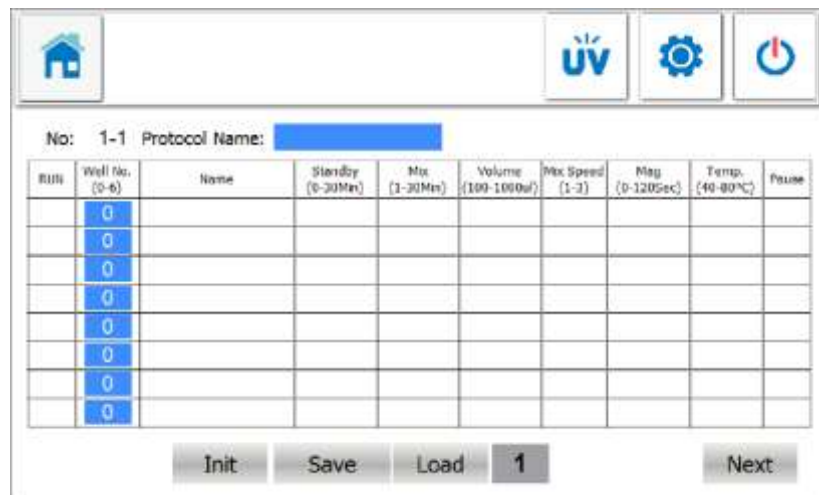 UV
No: 1-1 Protocol Name:
RUN Well No. (0-6) Name Standby (0-30Min) Mix (1-30Min) Volume (100-1000ul) Mix Speed (1-3) Mag (0-120Sec) Temp. (40-80℃) Pause
0
0
0
0
0
0
0
0
Init Save Load 1 Next